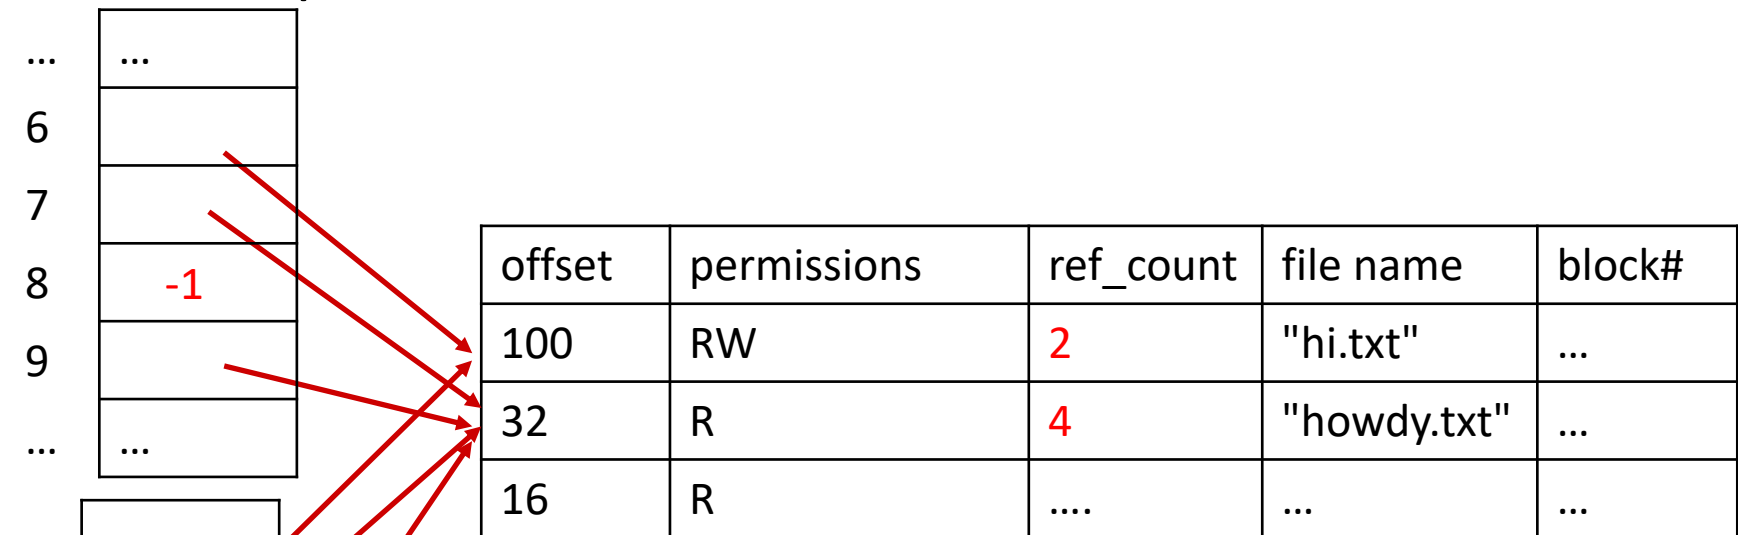 ... ...
6
7
8 -1
9
... ...
offset permissions ref_count file name block#
100 RW 2 "hi.txt" ...
32 R 4 "howdy.txt" ...
16 R .... ... ...